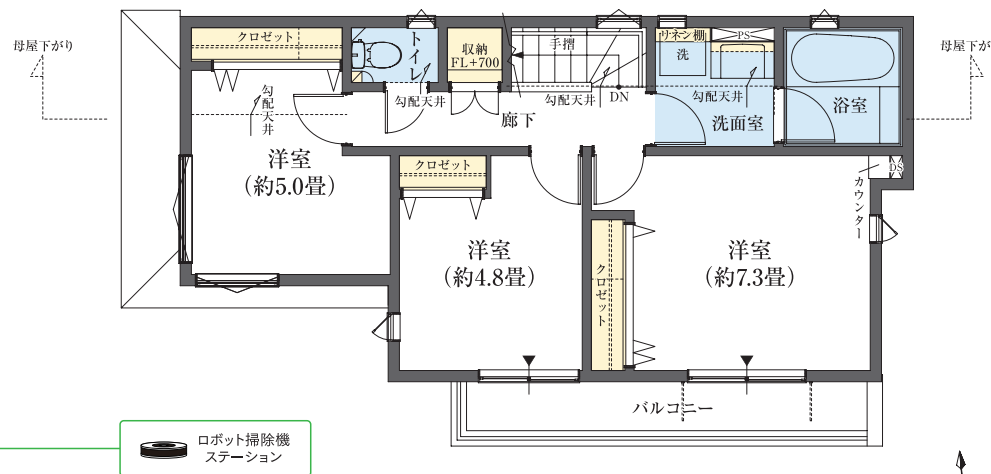 母屋下がり
クロゼット
トイレ
収納
FL+700
手摺
リネン棚
洗
PS
母屋下が
勾配天井
勾配天井
勾配天井
DN
勾配天井
浴室
廊下
洗面室
洋室
(約5.0畳)
クロゼット
カウンター
DS
洋室
(約4.8畳)
クロゼット
洋室
(約7.3畳)
バルコニー
ロボット掃除機
ステーション